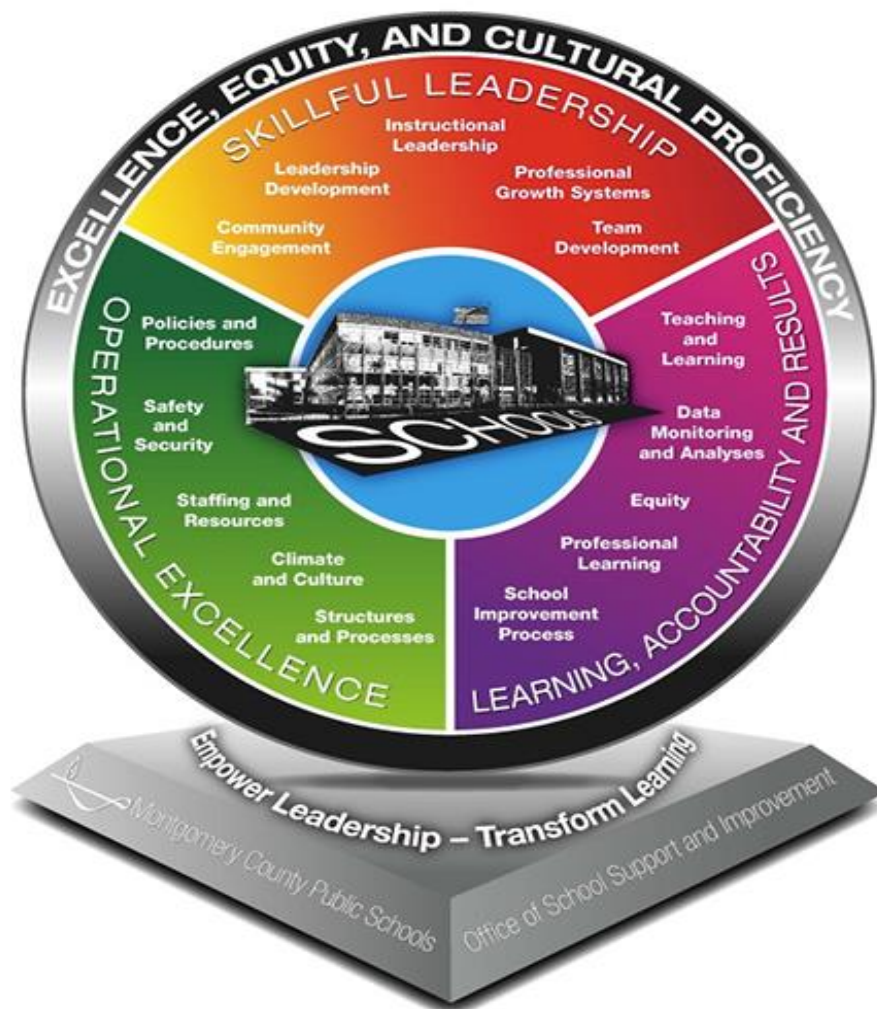 EXCELLENCE, EQUITY, AND CULTURAL PROFICIENCY
SKILLFUL LEADERSHIP
Instructional
Leadership
Leadership
Development
Professional
Growth Systems
Community
Engagement
Team
Development
OPERATIONAL EXCELLENCE
Policies and
Procedures
Safety
and
Security
Staffing and
Resources
Climate
and Culture
Structures
and Processes
SCHOOLS
LEARNING, ACCOUNTABILITY AND RESULTS
Teaching
and
Learning
Data
Monitoring
and Analyses
Equity
Professional
Learning
School
Improvement
Process
Empower Leadership – Transform Learning
Montgomery County Public Schools
Office of School Support and Improvement